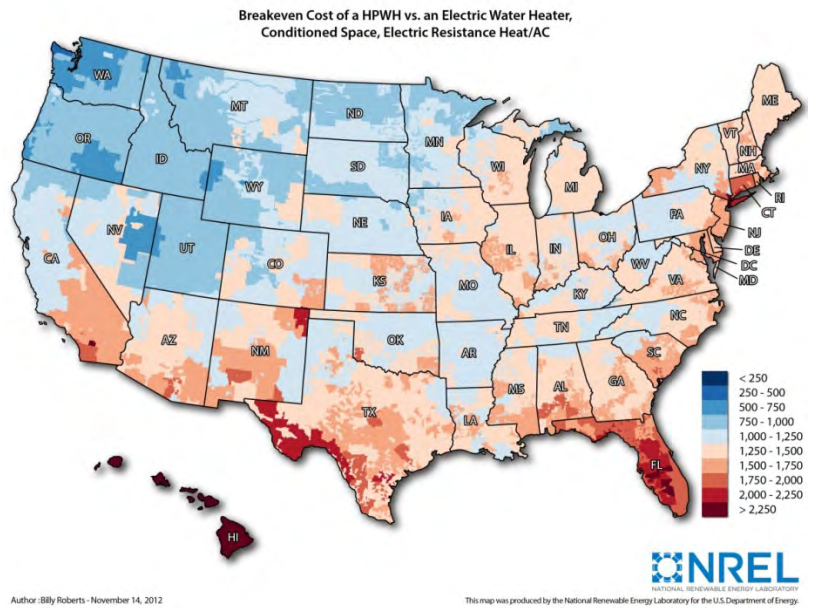 Breakeven Cost of a HPWH vs. an Electric Water Heater,
Conditioned Space, Electric Resistance Heat/AC
WA
MT
ND
MN
ME
VT
NH
OR
ID
SD
WI
MI
NY
MA
WY
RI
CT
NV
NE
IA
PA
NJ
CA
UT
CO
IL
IN
OH
DE
DC
MD
KS
MO
WV
VA
KY
AZ
NM
OK
AR
TN
NC
SC
TX
LA
MS
AL
GA
FL
HI
< 250
250 - 500
500 - 750
750 - 1,000
1,000 - 1,250
1,250 - 1,500
1,500 - 1,750
1,750 - 2,000
2,000 - 2,250
> 2,250
NREL
NATIONAL RENEWABLE ENERGY LABORATORY
Author : Billy Roberts - November 14, 2012
This map was produced by the National Renewable Energy Laboratory for the U.S. Department of Energy.